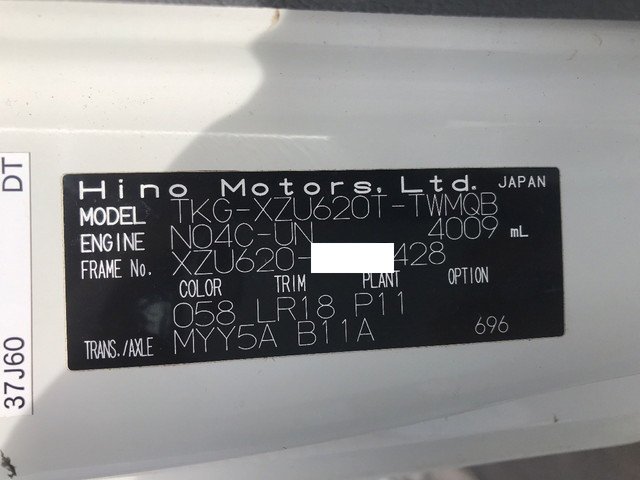 Hino Motors, Ltd. JAPAN
MODEL TKG-XZU620T-TWMQB
ENGINE N04C-UN 4009 mL
FRAME No. XZU620- 428
COLOR TRIM PLANT OPTION
058 LR18 P11
TRANS./AXLE MYY5A B11A 696
DT
37J60